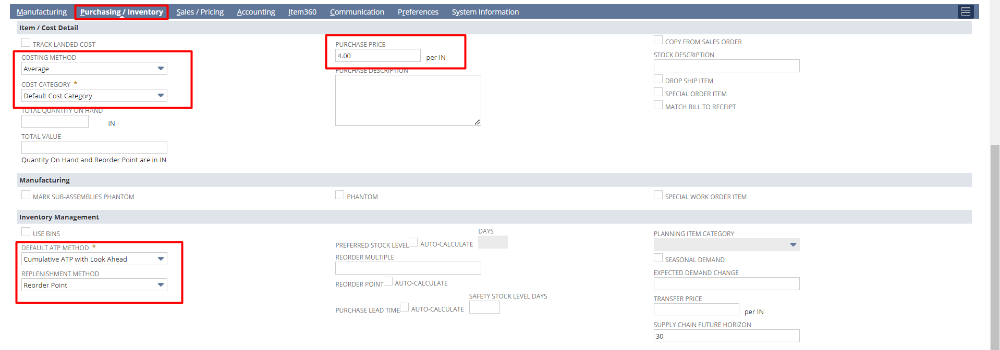 Manufacturing Purchasing / Inventory Sales / Pricing Accounting Item360 Communication Preferences System Information
Item / Cost Detail
TRACK LANDED COST
COSTING METHOD
Average
COST CATEGORY *
Default Cost Category
TOTAL QUANTITY ON HAND
IN
TOTAL VALUE
Quantity On Hand and Reorder Point are in IN
PURCHASE PRICE
4.00 per IN
PURCHASE DESCRIPTION
COPY FROM SALES ORDER
STOCK DESCRIPTION
DROP SHIP ITEM
SPECIAL ORDER ITEM
MATCH BILL TO RECEIPT
Manufacturing
MARK SUB-ASSEMBLIES PHANTOM
PHANTOM
SPECIAL WORK ORDER ITEM
Inventory Management
USE BINS
DEFAULT ATP METHOD *
Cumulative ATP with Look Ahead
REPLENISHMENT METHOD
Reorder Point
DAYS
PREFERRED STOCK LEVEL AUTO-CALCULATE
REORDER MULTIPLE
REORDER POINT AUTO-CALCULATE
SAFETY STOCK LEVEL DAYS
PURCHASE LEAD TIME AUTO-CALCULATE
PLANNING ITEM CATEGORY
SEASONAL DEMAND
EXPECTED DEMAND CHANGE
TRANSFER PRICE
per IN
SUPPLY CHAIN FUTURE HORIZON
30